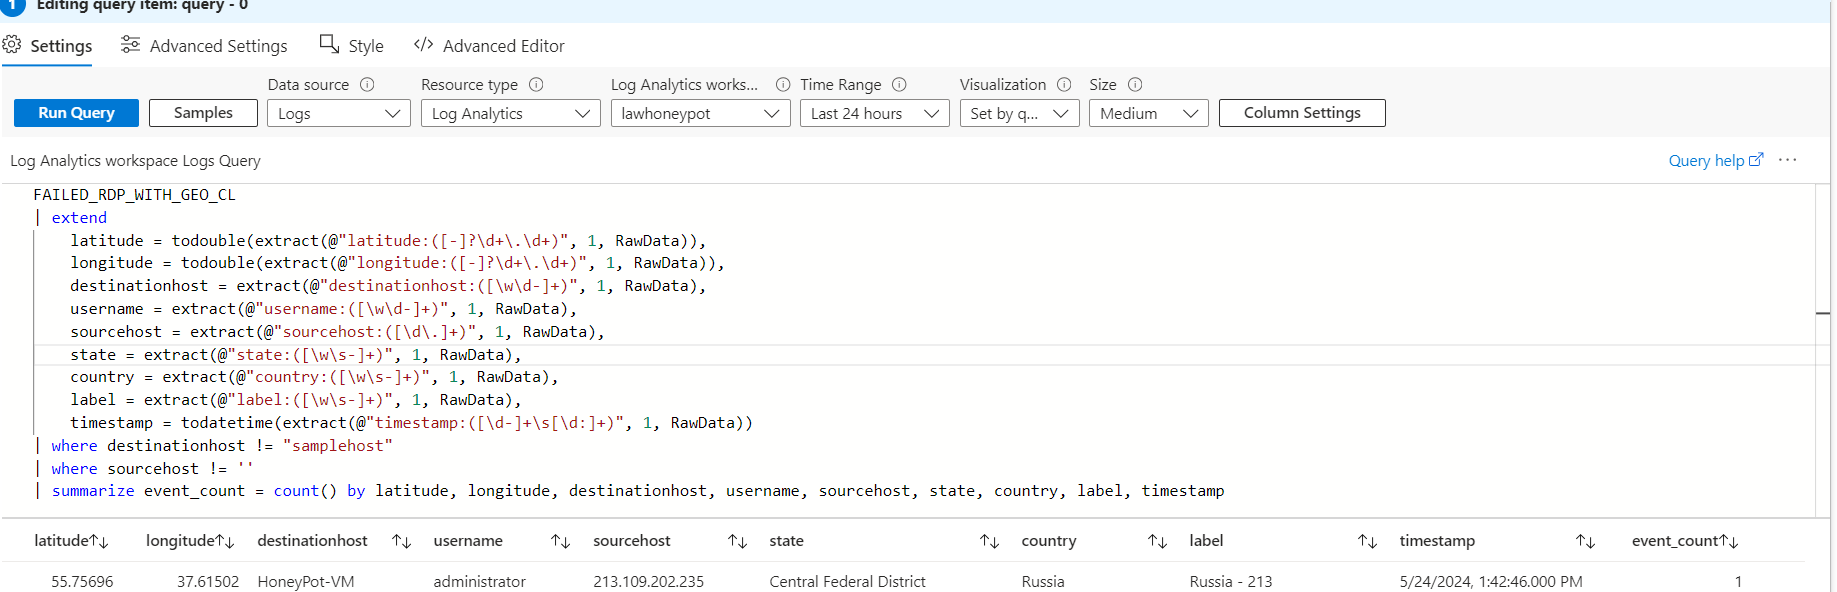 1 Editing query item: query - 0
Settings Advanced Settings Style </> Advanced Editor
Data source Resource type Log Analytics works... Time Range Visualization Size
Run Query Samples Logs Log Analytics lawhoneypot Last 24 hours Set by q... Medium Column Settings
Log Analytics workspace Logs Query Query help ...
FAILED_RDP_WITH_GEO_CL
| extend
latitude = todouble(extract(@"latitude:([-]?\d+\.\d+)", 1, RawData)),
longitude = todouble(extract(@"longitude:([-]?\d+\.\d+)", 1, RawData)),
destinationhost = extract(@"destinationhost:([\w\d-]+)", 1, RawData),
username = extract(@"username:([\w\d-]+)", 1, RawData),
sourcehost = extract(@"sourcehost:([\d\.]+)", 1, RawData),
state = extract(@"state:([\w\s-]+)", 1, RawData),
country = extract(@"country:([\w\s-]+)", 1, RawData),
label = extract(@"label:([\w\s-]+)", 1, RawData),
timestamp = todatetime(extract(@"timestamp:([\d-]+\s[\d:]+)", 1, RawData))
| where destinationhost != "samplehost"
| where sourcehost != ''
| summarize event_count = count() by latitude, longitude, destinationhost, username, sourcehost, state, country, label, timestamp
latitude↑↓ longitude↑↓ destinationhost ↑↓ username ↑↓ sourcehost ↑↓ state ↑↓ country ↑↓ label ↑↓ timestamp ↑↓ event_count↑↓
55.75696 37.61502 HoneyPot-VM administrator 213.109.202.235 Central Federal District Russia Russia - 213 5/24/2024, 1:42:46.000 PM 1